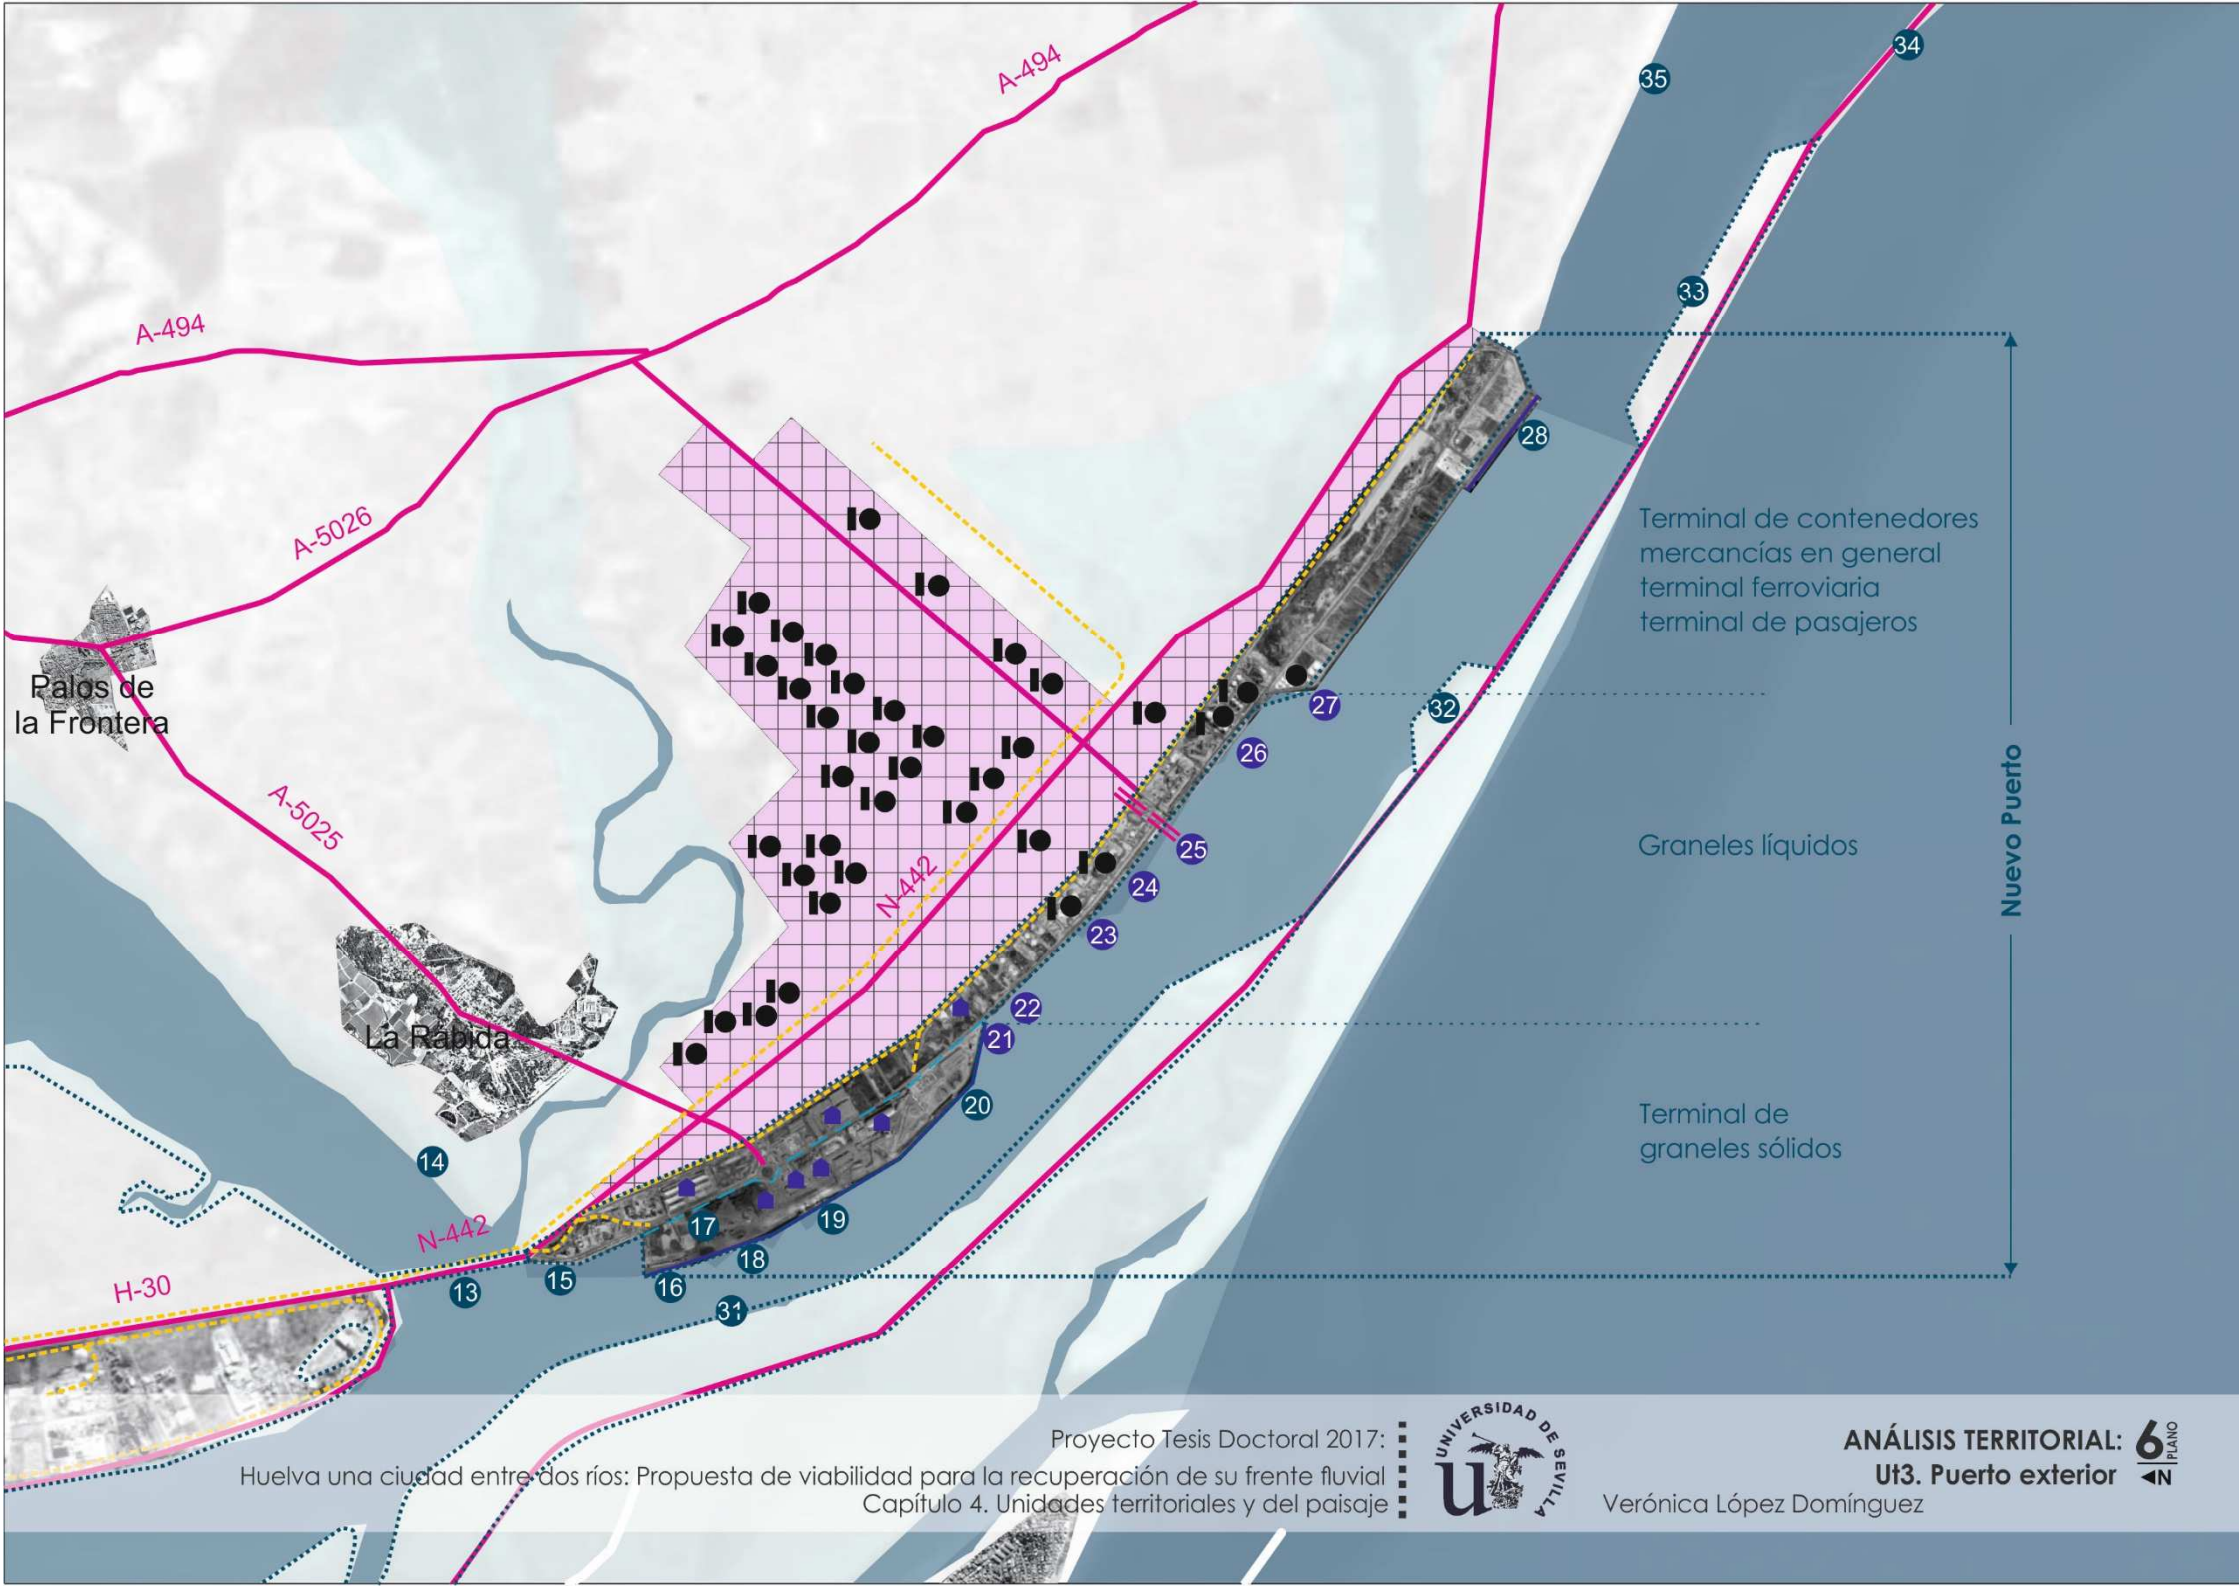 34
A-494
35
33
A-494
28
Terminal de contenedores
mercancías en general
terminal ferroviaria
terminal de pasajeros
A-5026
Palos de
la Frontera
27
32
26
A-5025
25
Graneles líquidos
Nuevo Puerto
N-442
24
23
22
La Rábida
21
20
Terminal de
graneles sólidos
14
17
19
N-442
18
15
16
13
H-30
31
Proyecto Tesis Doctoral 2017:
Huelva una ciudad entre dos ríos: Propuesta de viabilidad para la recuperación de su frente fluvial
Capítulo 4. Unidades territoriales y del paisaje
UNIVERSIDAD DE SEVILLA
US
ANÁLISIS TERRITORIAL:
Ut3. Puerto exterior
6
PLANO
N
Verónica López Domínguez